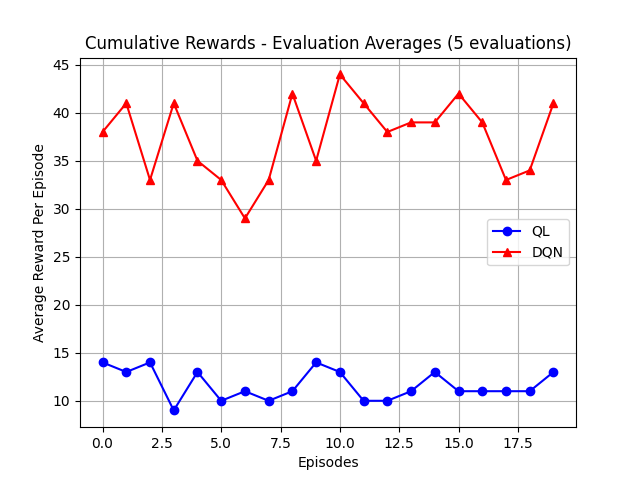 Cumulative Rewards - Evaluation Averages (5 evaluations)
45
40
35
30
25
20
15
10
Average Reward Per Episode
QL
DQN
0.0 2.5 5.0 7.5 10.0 12.5 15.0 17.5
Episodes